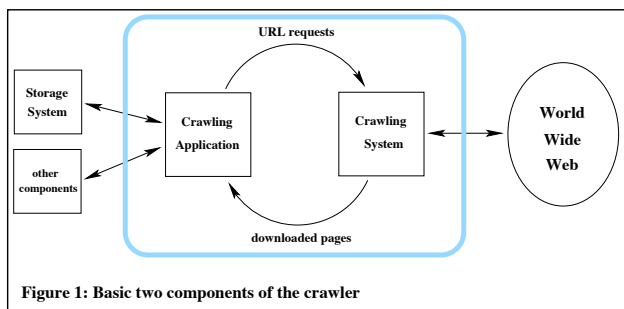 URL requests
Storage
System
Crawling
Application
Crawling
System
World
Wide
Web
other
components
downloaded pages
Figure 1: Basic two components of the crawler